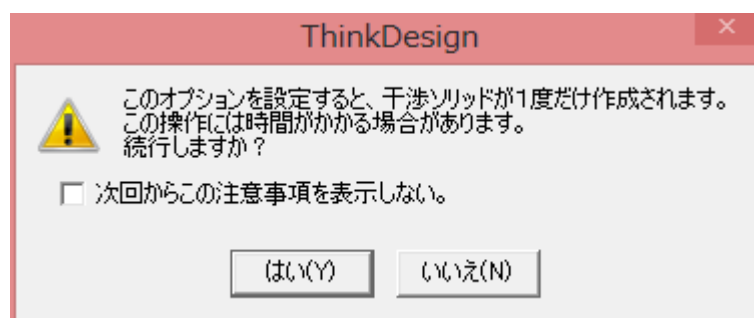 ThinkDesign
このオプションを設定すると、干渉ソリッドが1度だけ作成されます。
この操作には時間がかかる場合があります。
続行しますか？
次回からこの注意事項を表示しない。
はい(Y) いいえ(N)